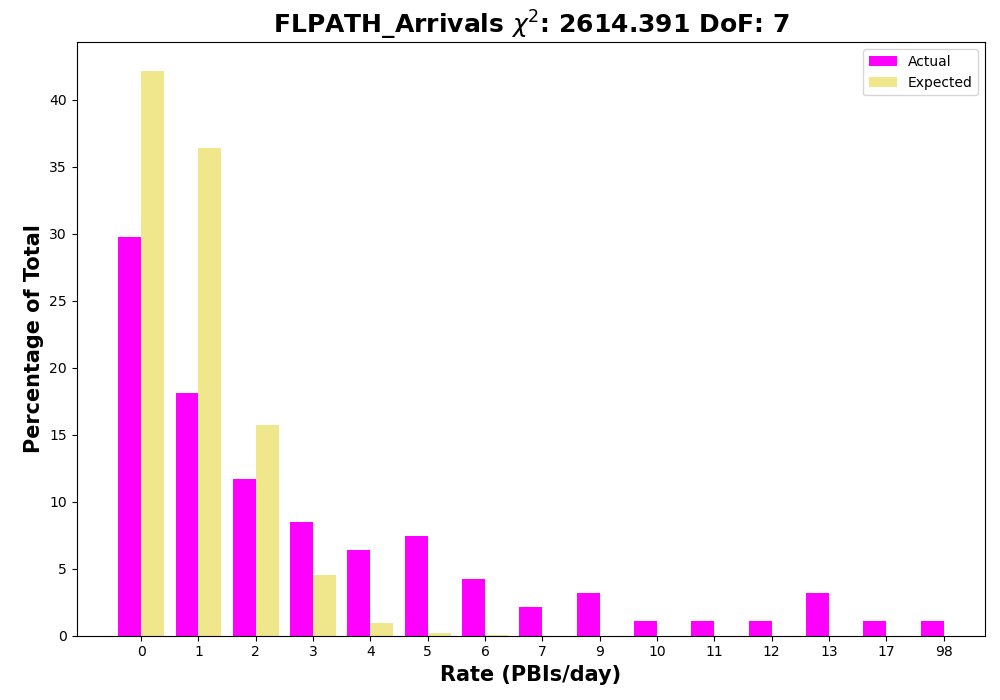 FLPATH_Arrivals χ²: 2614.391 DoF: 7
Actual
Expected
Percentage of Total
40
35
30
25
20
15
10
5
0
0 1 2 3 4 5 6 7 9 10 11 12 13 17 98
Rate (PBIs/day)